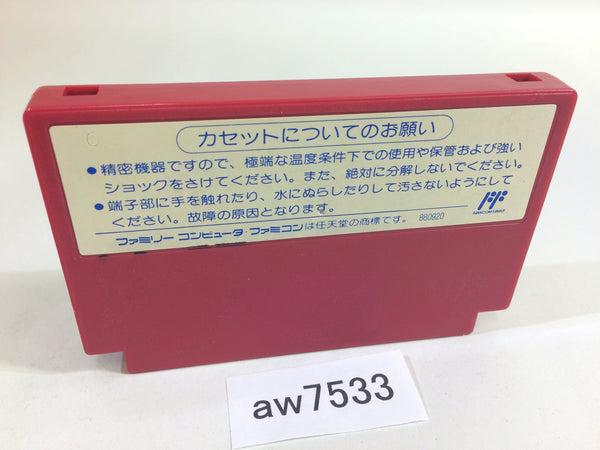 カセットについてのお願い
●精密機器ですので、極端な温度条件下での使用や保管および強い
ショックをさけてください。また、絶対に分解しないでください。
●端子部に手を触れたり、水にぬらしたりして汚さないようにして
ください。故障の原因となります。
ファミリー コンピュータ・ファミコンは任天堂の商標です。 880920
aw7533